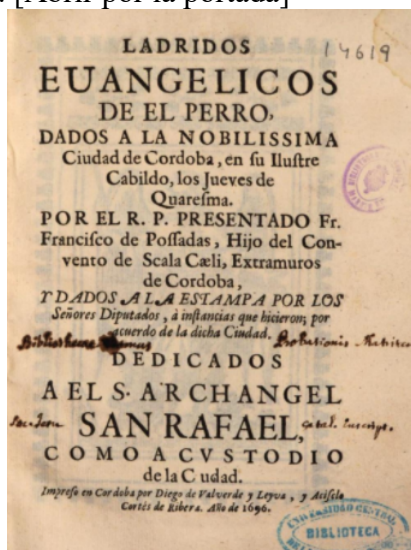 [Abrir por la portada]
LADRIDOS
14619
EUANGELICOS
DE EL PERRO,
DADOS A LA NOBILISSIMA
Ciudad de Cordoba, en ſu Iluſtre
Cabildo, los Jueves de
Quareſma.
POR EL R. P. PRESENTADO Fr.
Franciſco de Poſſadas, Hijo del Con-
vento de Scala Cæli, Extramuros
de Cordoba,
Y DADOS A LA ESTAMPA POR LOS
Señores Diputados, à inſtancias que hicieron; por
acuerdo de la dicha Ciudad.
DEDICADOS
A EL S. ARCHANGEL
SAN RAFAEL,
COMO A CVSTODIO
de la C udad.
Impreſo en Cordoba por Diego de Valverde y Leyva, y Aciſclo
Cortés de Ribera. Año de 1696.
BIBLIOTECA